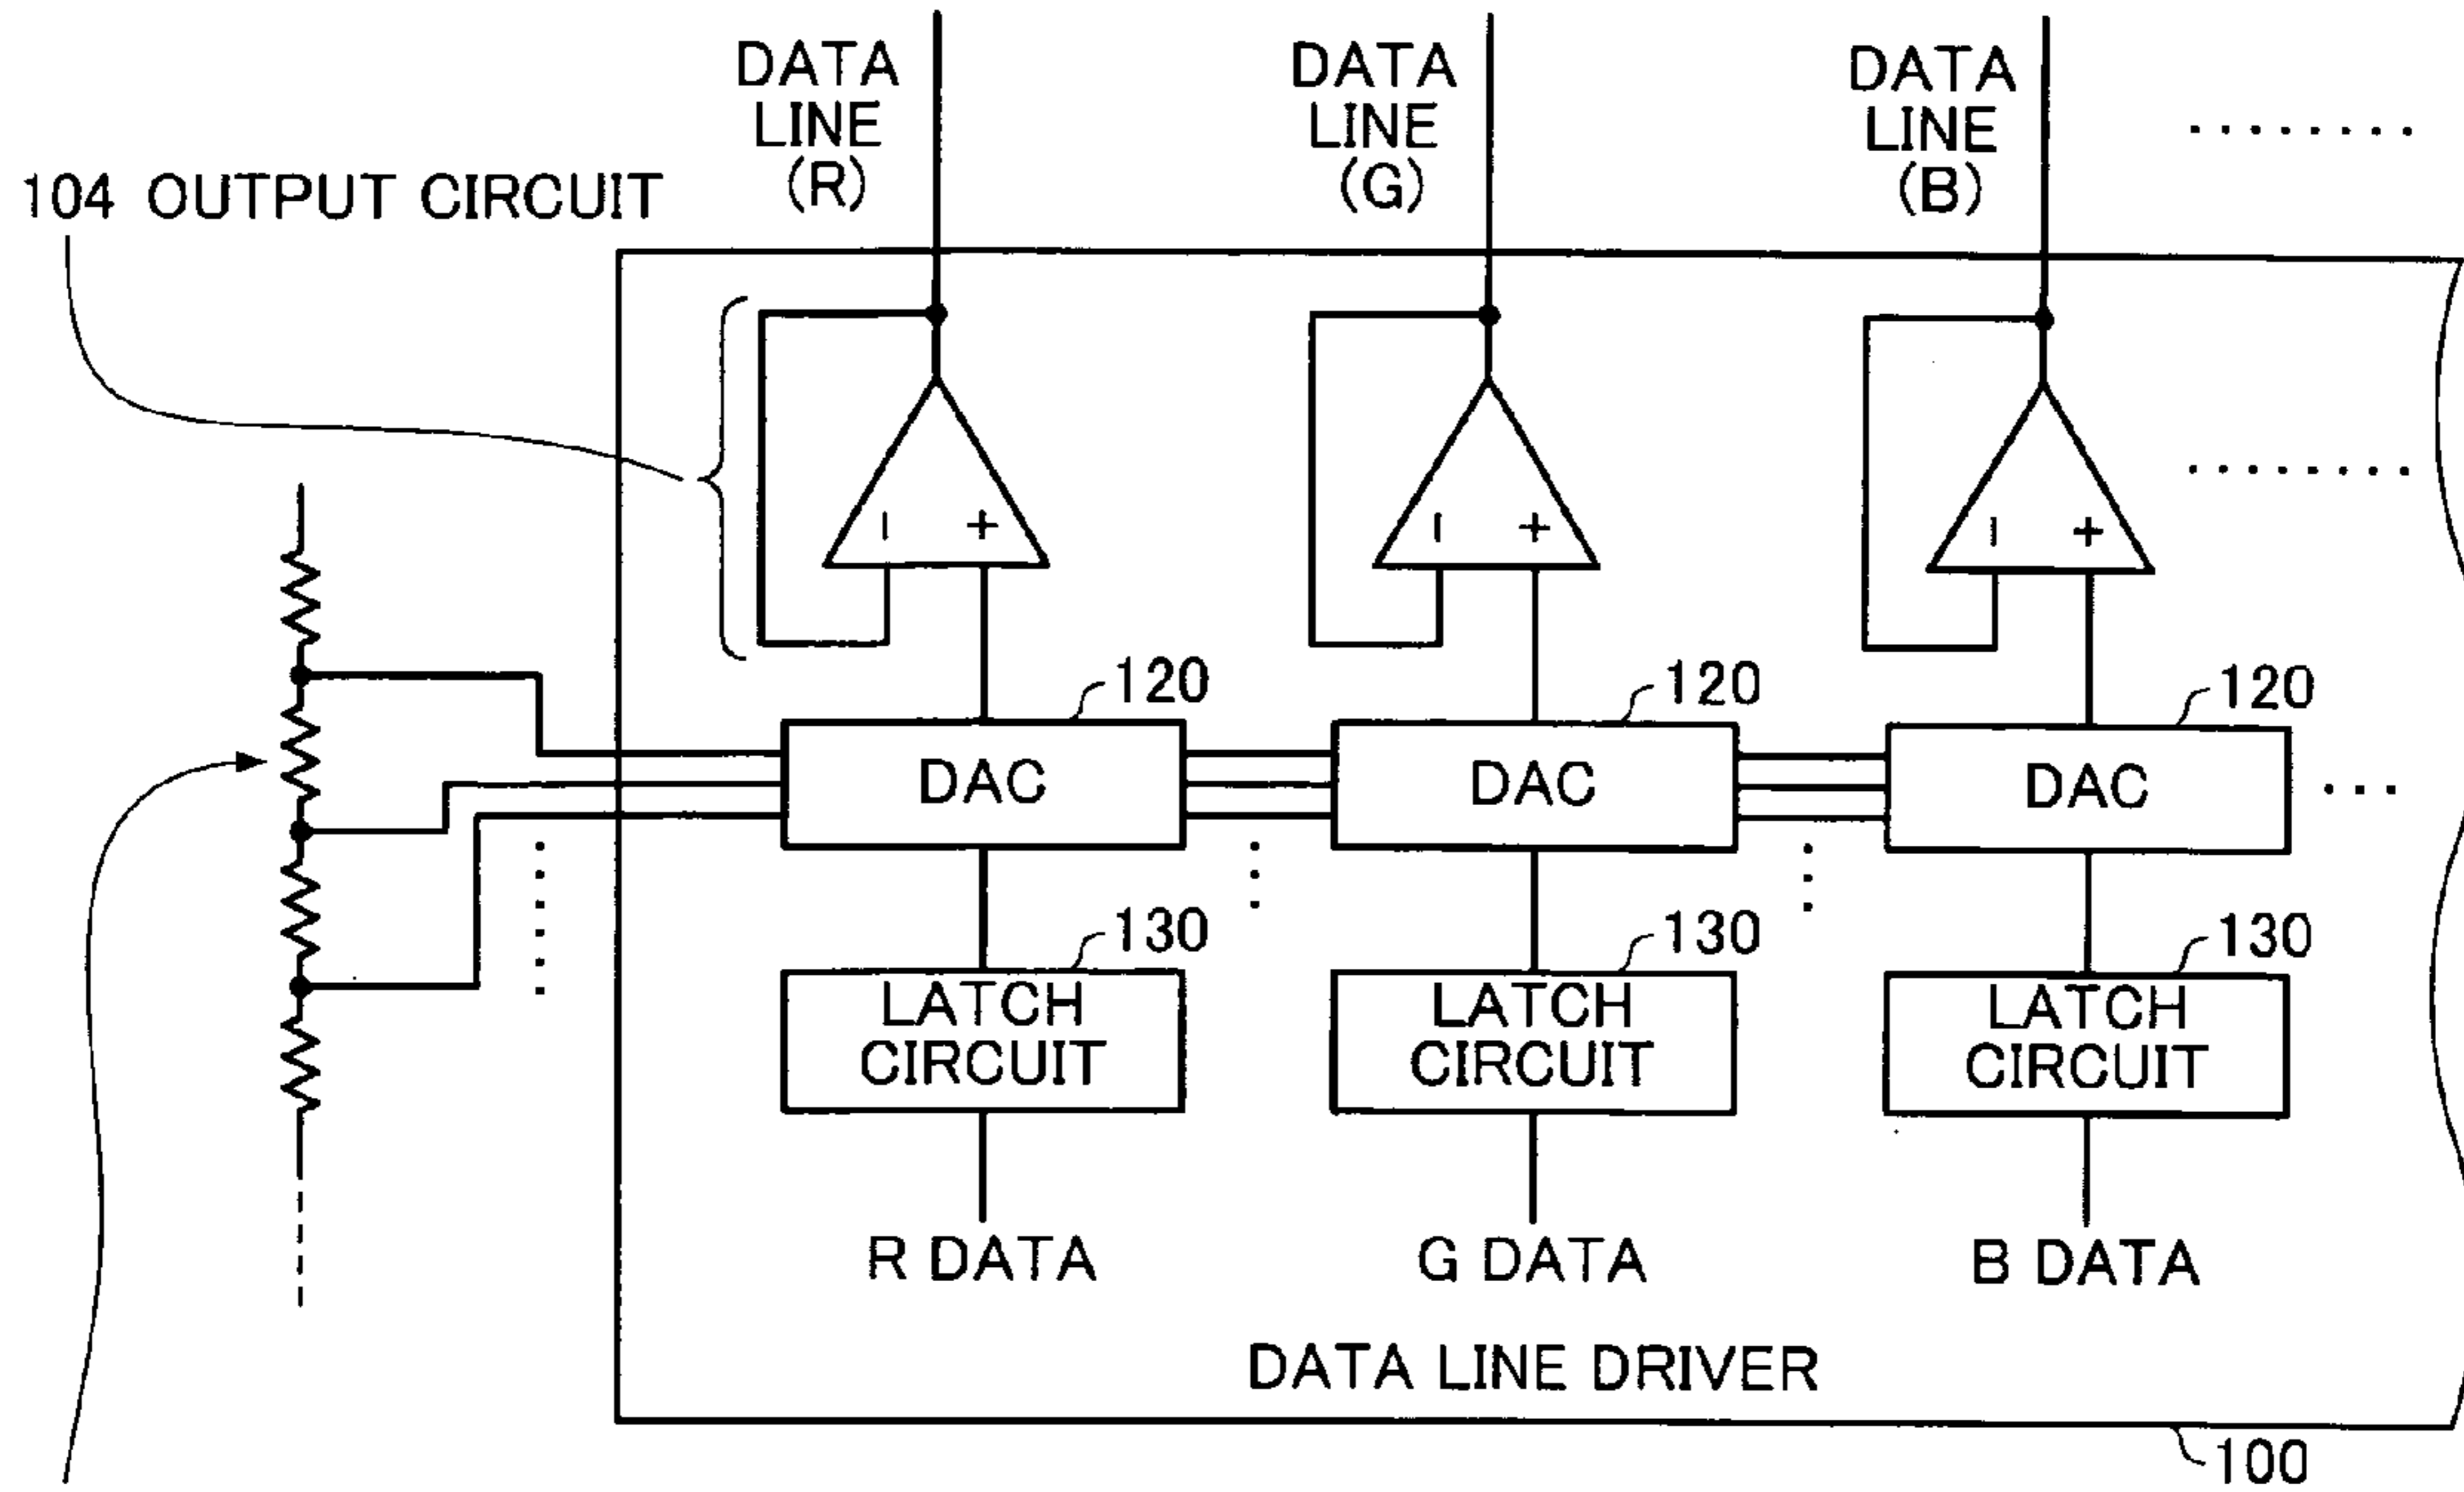 DATA
LINE
(R)
DATA
LINE
(G)
DATA
LINE
(B)
........
104 OUTPUT CIRCUIT
- +
- +
- +
........
120
120
120
DAC
DAC
DAC
...
130
130
130
LATCH
CIRCUIT
LATCH
CIRCUIT
LATCH
CIRCUIT
R DATA
G DATA
B DATA
DATA LINE DRIVER
100